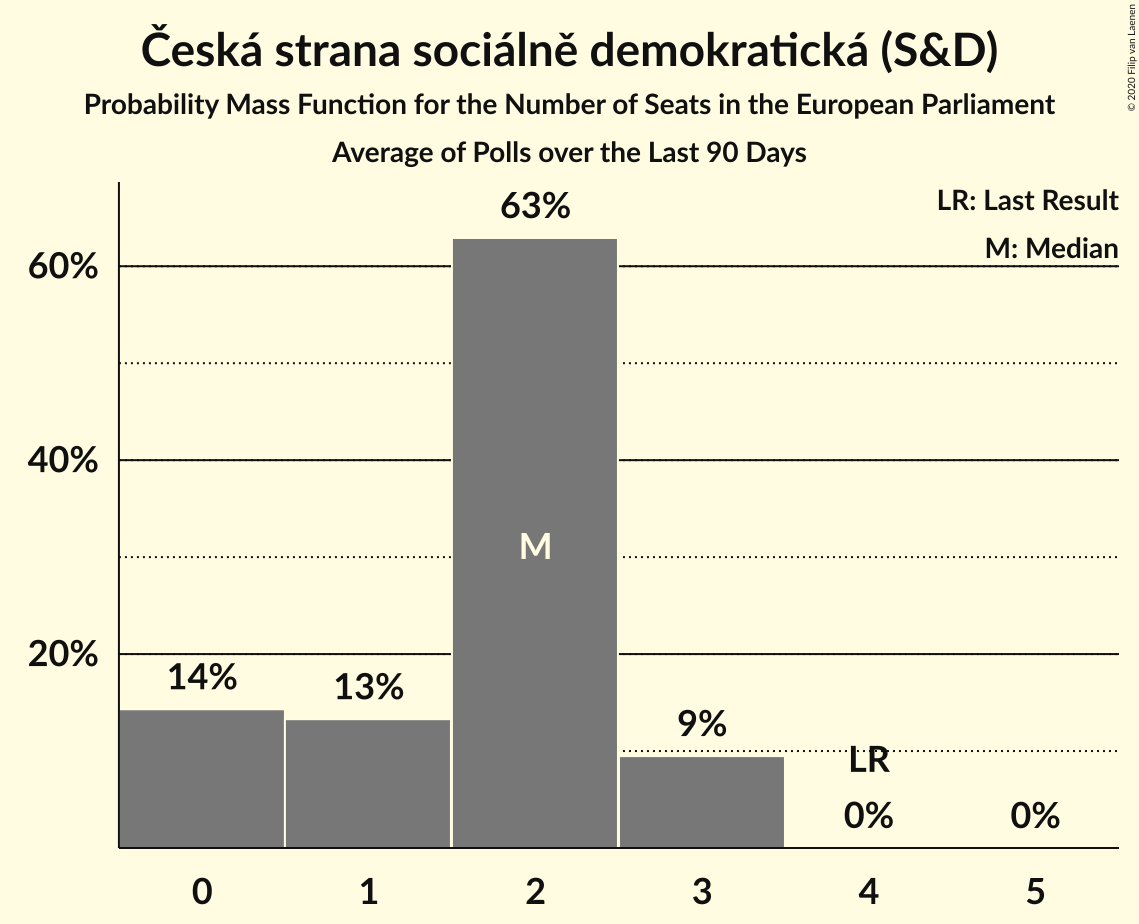 Česká strana sociálně demokratická (S&D)
Probability Mass Function for the Number of Seats in the European Parliament
Average of Polls over the Last 90 Days
© 2020 Filip van Laenen
LR: Last Result
M: Median
63%
60%
40%
M
20%
14%
13%
9%
LR
0%
0%
0 1 2 3 4 5